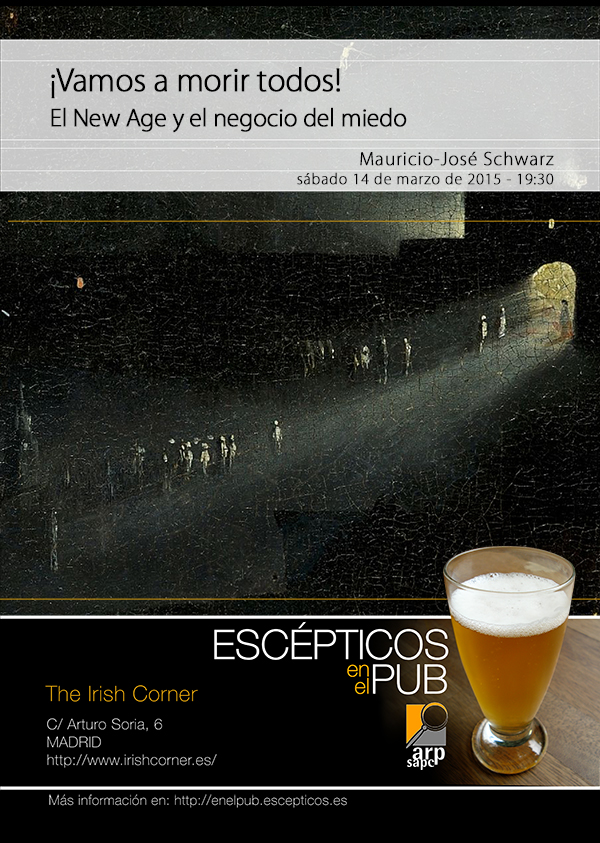 ¡Vamos a morir todos!
El New Age y el negocio del miedo
Mauricio-José Schwarz
sábado 14 de marzo de 2015 - 19:30
ESCÉPTICOS
en
el PUB
The Irish Corner
C/ Arturo Soria, 6
MADRID
http://www.irishcorner.es/
arp
sapc
Más información en: http://enelpub.escepticos.es